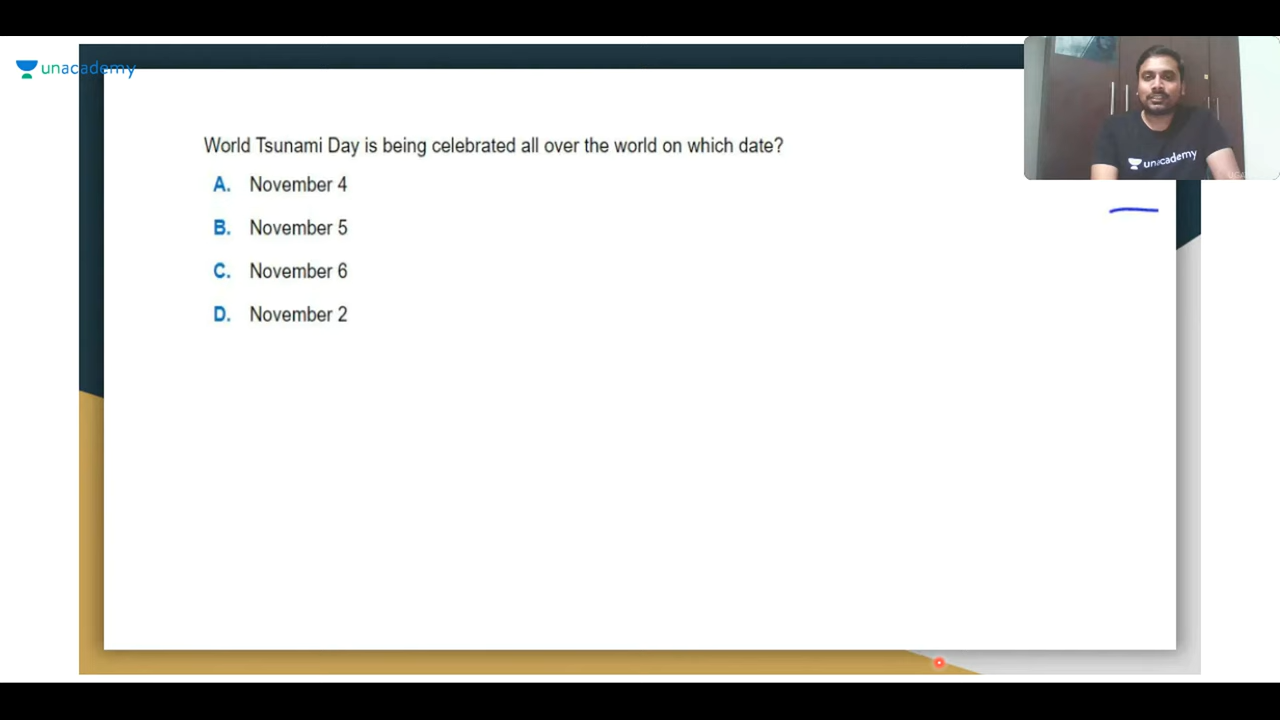 unacademy
World Tsunami Day is being celebrated all over the world on which date?
A. November 4
B. November 5
C. November 6
D. November 2
unacademy